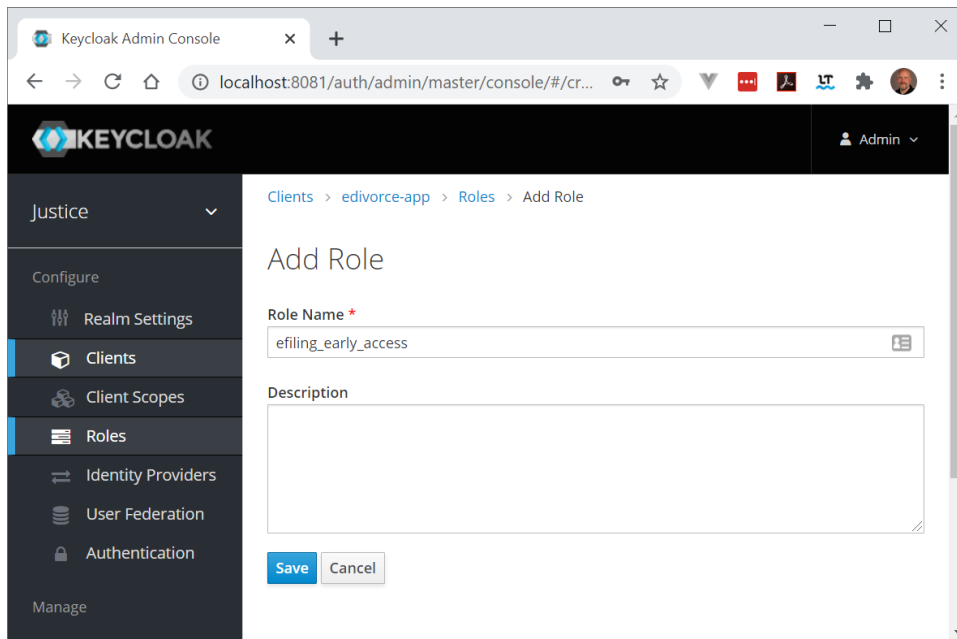 Keycloak Admin Console
localhost:8081/auth/admin/master/console/#/cr...
LT
KEYCLOAK
Admin
Justice
Clients > edivorce-app > Roles > Add Role
Add Role
Configure
Realm Settings
Clients
Client Scopes
Roles
Identity Providers
User Federation
Authentication
Manage
Role Name *
efiling_early_access
Description
Save Cancel